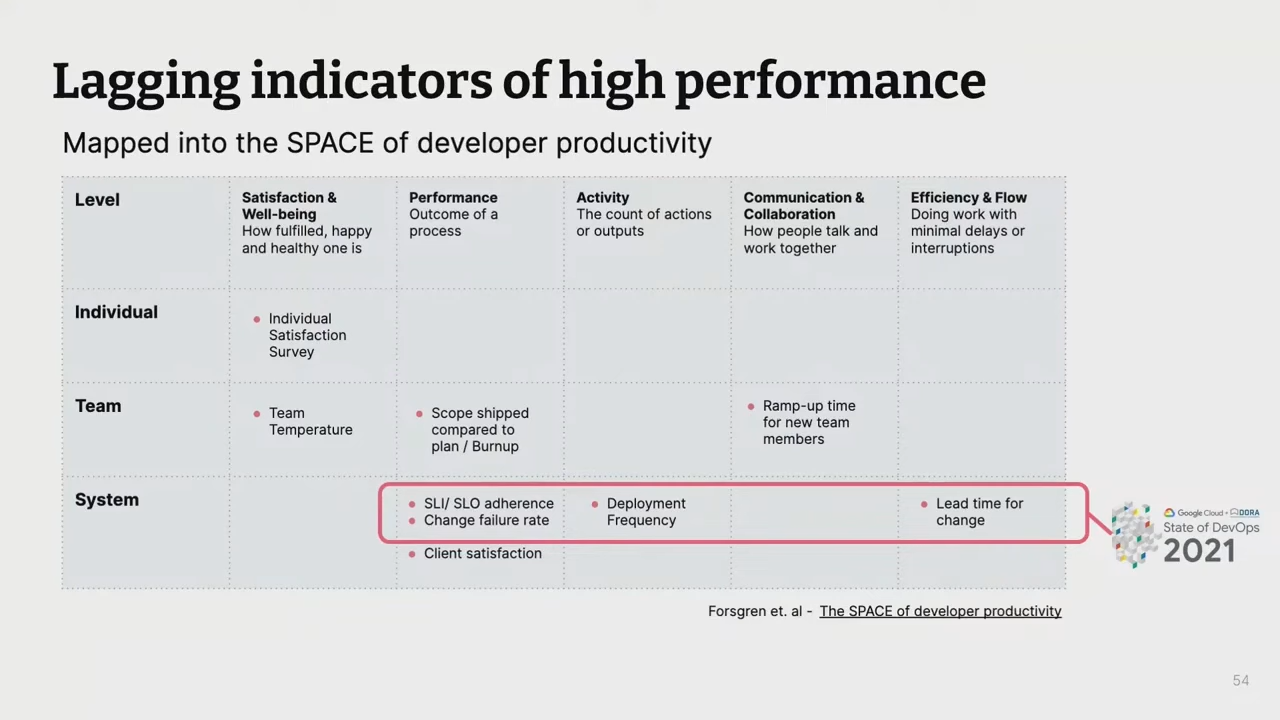 Lagging indicators of high performance
Mapped into the SPACE of developer productivity
Level
Satisfaction &
Well-being
How fulfilled, happy
and healthy one is
Performance
Outcome of a
process
Activity
The count of actions
or outputs
Communication &
Collaboration
How people talk and
work together
Efficiency & Flow
Doing work with
minimal delays or
interruptions
Individual
• Individual
Satisfaction
Survey
Team
• Team
Temperature
• Scope shipped
compared to
plan / Burnup
• Ramp-up time
for new team
members
System
• SLI/ SLO adherence
• Change failure rate
• Client satisfaction
• Deployment
Frequency
• Lead time for
change
Google Cloud + DORA
State of DevOps
2021
Forsgren et. al - The SPACE of developer productivity
54